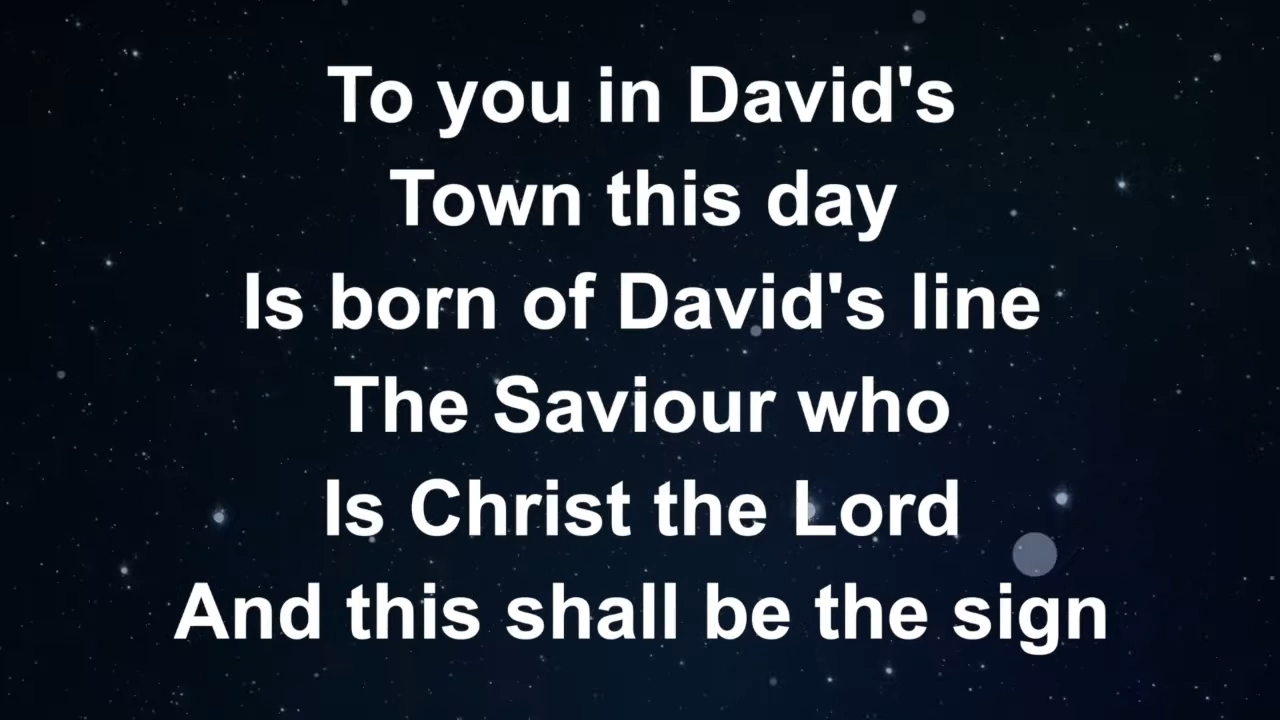 To you in David's
Town this day
Is born of David's line
The Saviour who
Is Christ the Lord
And this shall be the sign